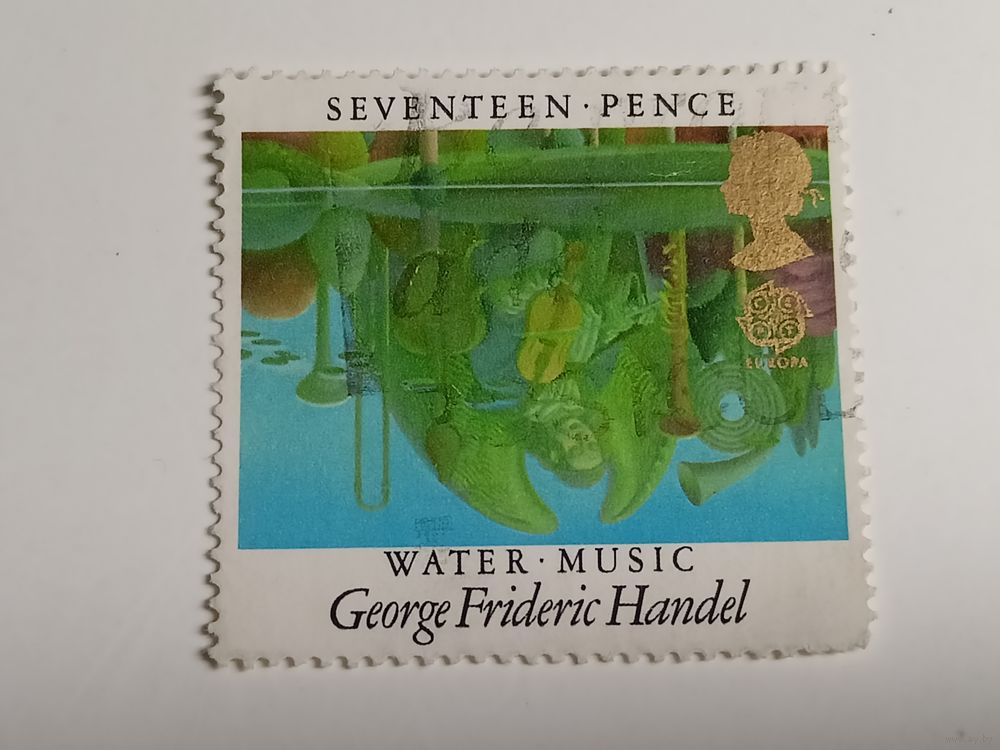 SEVENTEEN · PENCE
EUROPA
WATER · MUSIC
George Frideric Handel